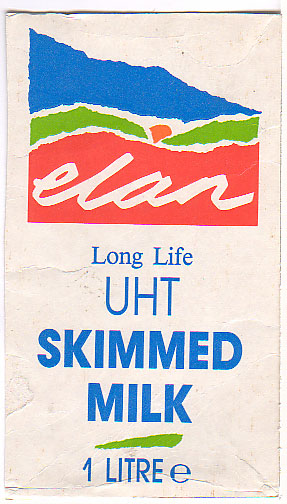 elan
Long Life
UHT
SKIMMED
MILK
1 LITRE ℮